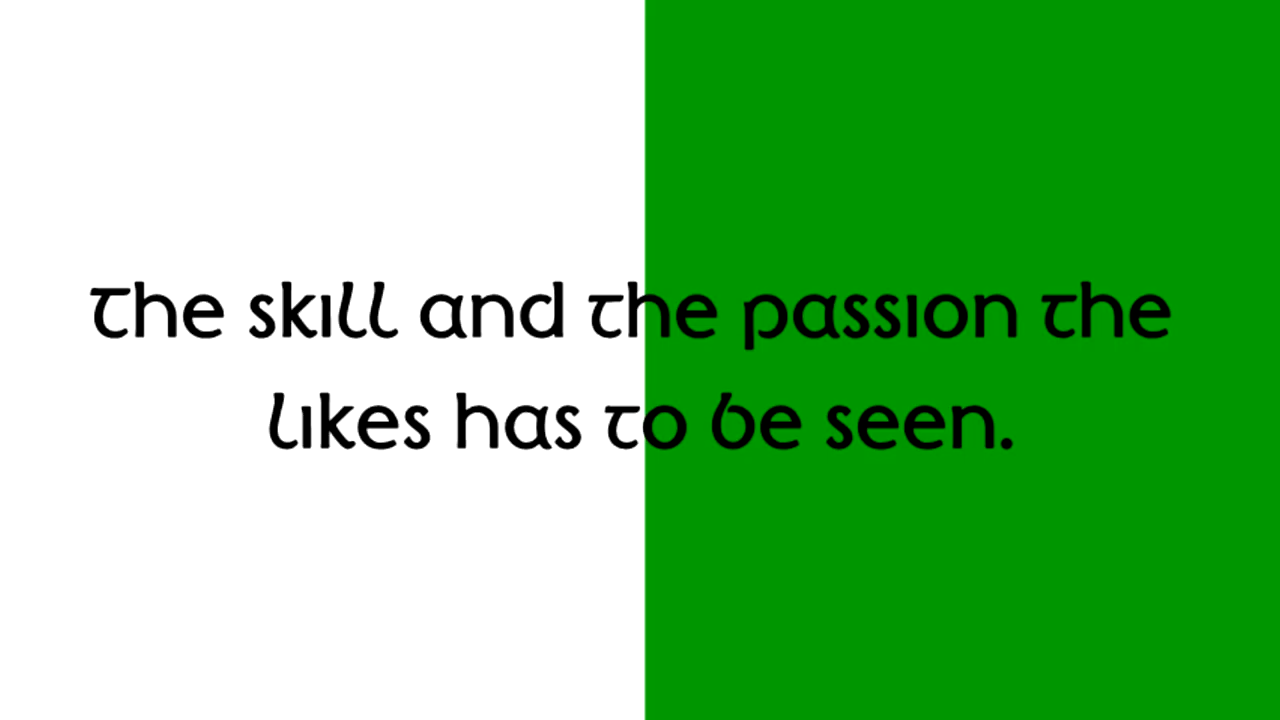 The skill and the passion the
likes has to be seen.